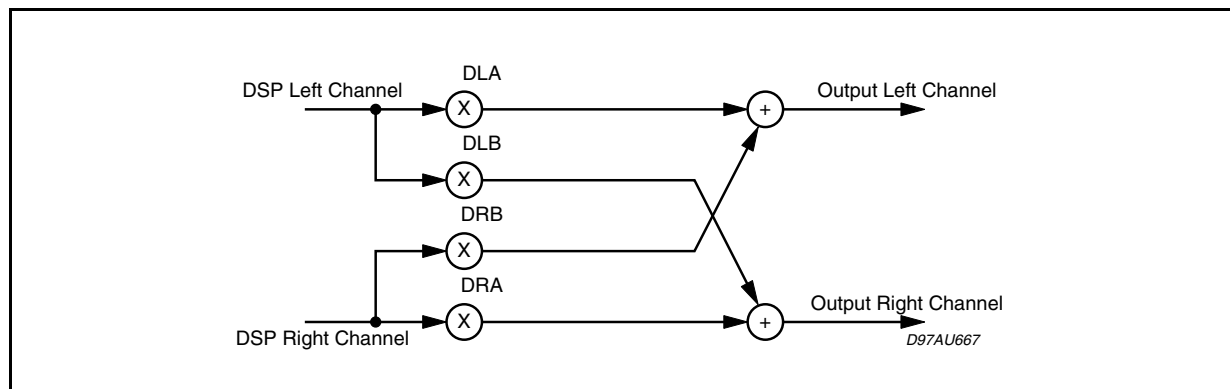 DLA
DSP Left Channel
Output Left Channel
X
+
DLB
X
DRB
X
DRA
Output Right Channel
X
+
DSP Right Channel
D97AU667